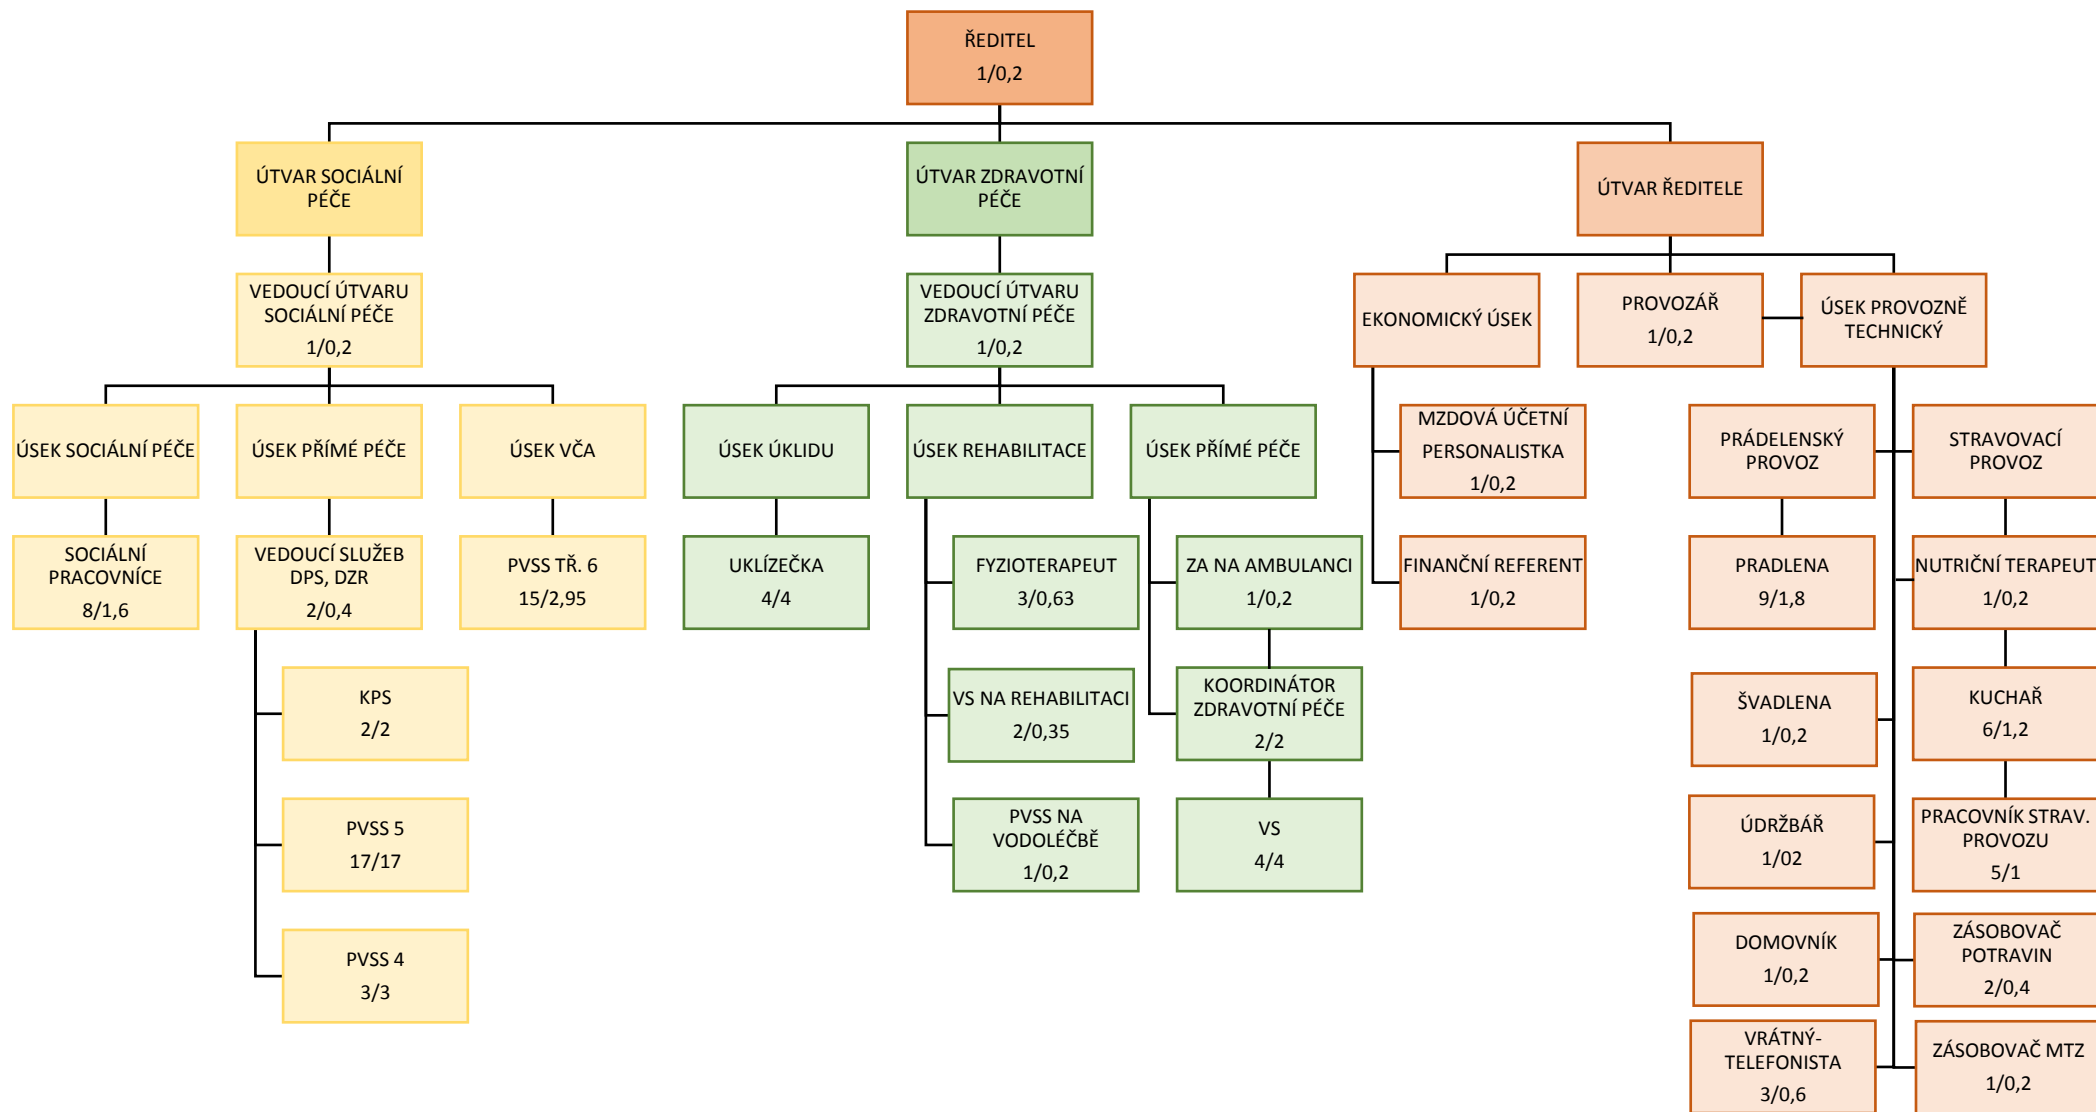 ŘEDITEL
1/0,2
ÚTVAR SOCIÁLNÍ
PÉČE
ÚTVAR ZDRAVOTNÍ
PÉČE
ÚTVAR ŘEDITELE
VEDOUCÍ ÚTVARU
SOCIÁLNÍ PÉČE
1/0,2
VEDOUCÍ ÚTVARU
ZDRAVOTNÍ PÉČE
1/0,2
EKONOMICKÝ ÚSEK
PROVOZÁŘ
1/0,2
ÚSEK PROVOZNĚ
TECHNICKÝ
ÚSEK SOCIÁLNÍ PÉČE
ÚSEK PŘÍMÉ PÉČE
ÚSEK VČA
ÚSEK ÚKLIDU
ÚSEK REHABILITACE
ÚSEK PŘÍMÉ PÉČE
MZDOVÁ ÚČETNÍ
PERSONALISTKA
1/0,2
PRÁDELENSKÝ
PROVOZ
STRAVOVACÍ
PROVOZ
SOCIÁLNÍ
PRACOVNÍCE
8/1,6
VEDOUCÍ SLUŽEB
DPS, DZR
2/0,4
PVSS TŘ. 6
15/2,95
UKLÍZEČKA
4/4
FYZIOTERAPEUT
3/0,63
ZA NA AMBULANCI
1/0,2
FINANČNÍ REFERENT
1/0,2
PRADLENA
9/1,8
NUTRIČNÍ TERAPEUT
1/0,2
KPS
2/2
VS NA REHABILITACI
2/0,35
KOORDINÁTOR
ZDRAVOTNÍ PÉČE
2/2
ŠVADLENA
1/0,2
KUCHAŘ
6/1,2
PVSS 5
17/17
PVSS NA
VODOLÉČBĚ
1/0,2
VS
4/4
ÚDRŽBÁŘ
1/02
PRACOVNÍK STRAV.
PROVOZU
5/1
PVSS 4
3/3
DOMOVNÍK
1/0,2
ZÁSOBOVAČ
POTRAVIN
2/0,4
VRÁTNÝ-
TELEFONISTA
3/0,6
ZÁSOBOVAČ MTZ
1/0,2